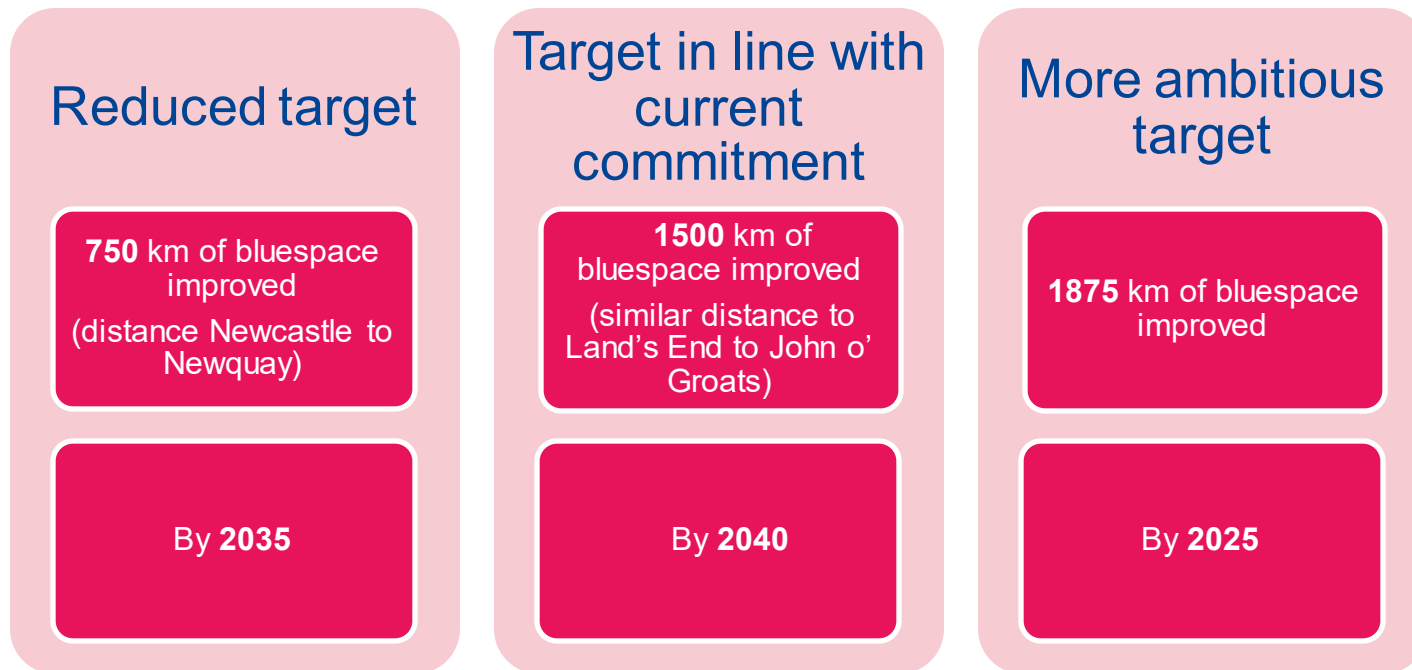 Reduced target
750 km of bluespace
improved
(distance Newcastle to
Newquay)
By 2035
Target in line with
current
commitment
1500 km of
bluespace improved
(similar distance to
Land's End to John o'
Groats)
By 2040
More ambitious
target
1875 km of bluespace
improved
By 2025